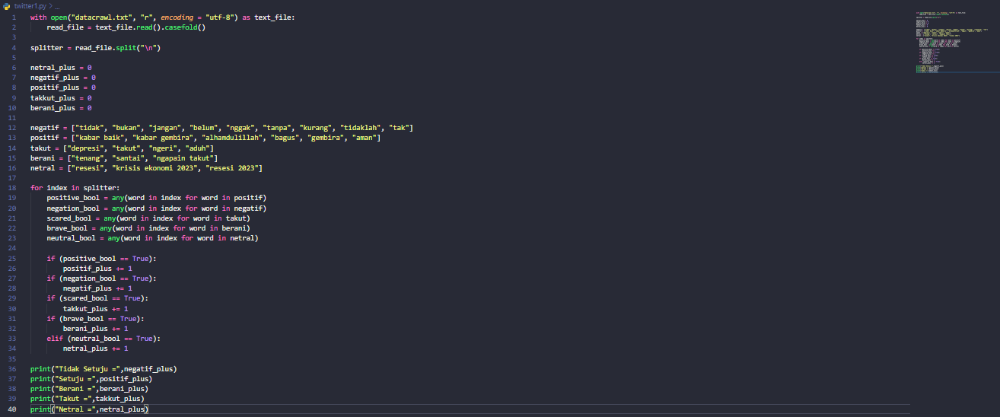 twitter1.py > ...
1 with open("datacrawl.txt", "r", encoding = "utf-8") as text_file:
2     read_file = text_file.read().casefold()
3
4 splitter = read_file.split("\n")
5
6 netral_plus = 0
7 negatif_plus = 0
8 positif_plus = 0
9 takkut_plus = 0
10 berani_plus = 0
11
12 negatif = ["tidak", "bukan", "jangan", "belum", "nggak", "tanpa", "kurang", "tidaklah", "tak"]
13 positif = ["kabar baik", "kabar gembira", "alhamdulillah", "bagus", "gembira", "aman"]
14 takut = ["depresi", "takut", "ngeri", "aduh"]
15 berani = ["tenang", "santai", "ngapain takut"]
16 netral = ["resesi", "krisis ekonomi 2023", "resesi 2023"]
17
18 for index in splitter:
19     positive_bool = any(word in index for word in positif)
20     negation_bool = any(word in index for word in negatif)
21     scared_bool = any(word in index for word in takut)
22     brave_bool = any(word in index for word in berani)
23     neutral_bool = any(word in index for word in netral)
24
25     if (positive_bool == True):
26         positif_plus += 1
27     if (negation_bool == True):
28         negatif_plus += 1
29     if (scared_bool == True):
30         takkut_plus += 1
31     if (brave_bool == True):
32         berani_plus += 1
33     elif (neutral_bool == True):
34         netral_plus += 1
35
36 print("Tidak Setuju =",negatif_plus)
37 print("Setuju =",positif_plus)
38 print("Berani =",berani_plus)
39 print("Takut =",takkut_plus)
40 print("Netral =",netral_plus)